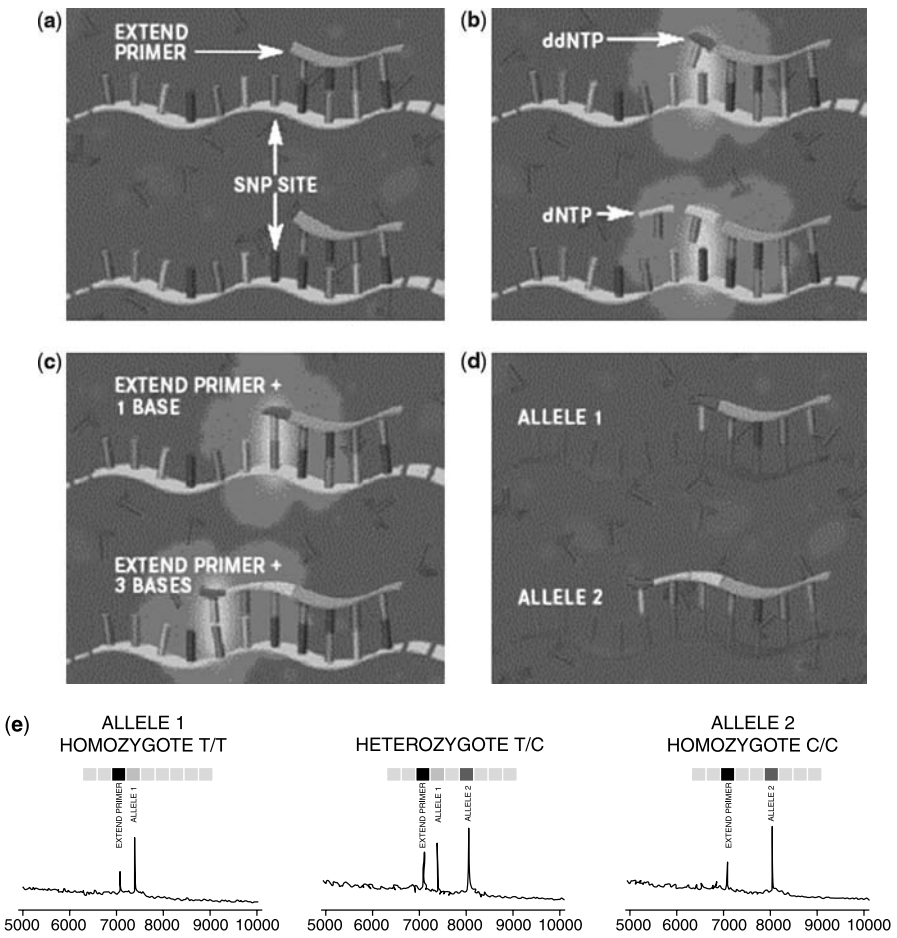 (a)
EXTEND
PRIMER
SNP SITE
(b)
ddNTP
dNTP
(c)
EXTEND PRIMER +
1 BASE
EXTEND PRIMER +
3 BASES
(d)
ALLELE 1
ALLELE 2
(e)
ALLELE 1
HOMOZYGOTE T/T
EXTEND PRIMER
ALLELE 1
5000 6000 7000 8000 9000 10000
HETEROZYGOTE T/C
EXTEND PRIMER
ALLELE 1
ALLELE 2
5000 6000 7000 8000 9000 10000
ALLELE 2
HOMOZYGOTE C/C
EXTEND PRIMER
ALLELE 2
5000 6000 7000 8000 9000 10000